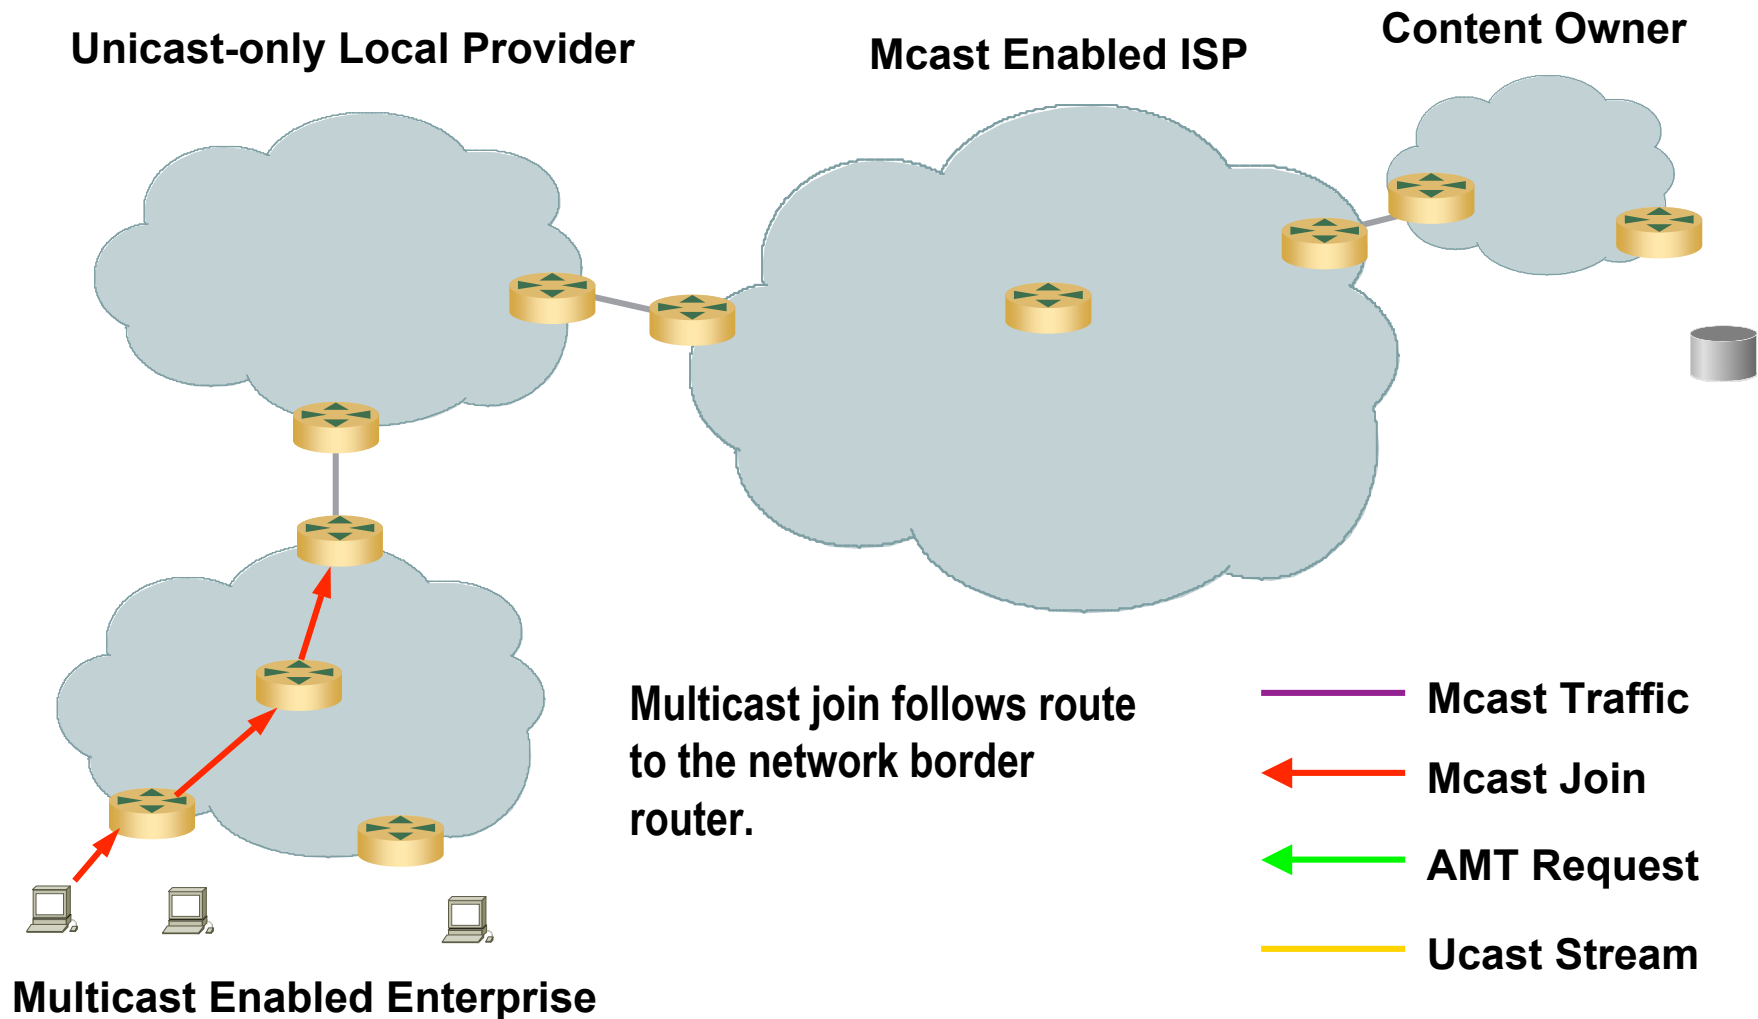 Unicast-only Local Provider
Mcast Enabled ISP
Content Owner
Multicast join follows route
to the network border
router.
Mcast Traffic
Mcast Join
AMT Request
Ucast Stream
Multicast Enabled Enterprise